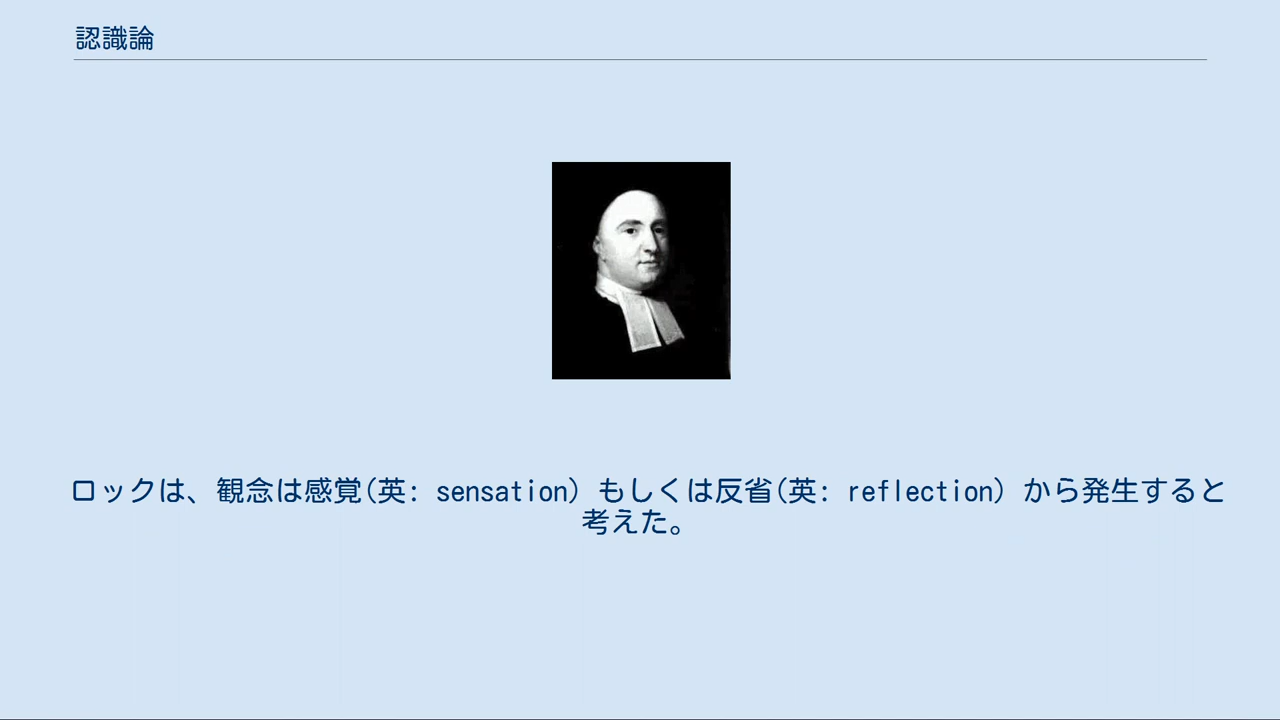 認識論
ロックは、観念は感覚(英: sensation) もしくは反省(英: reflection) から発生すると
考えた。